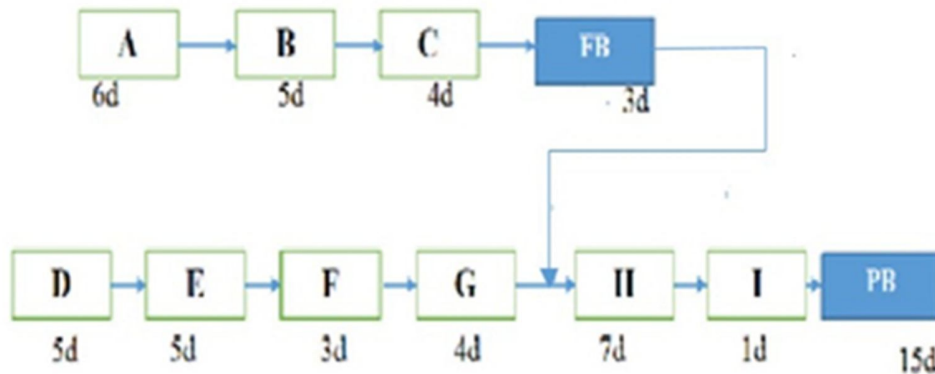 A B C FB
6d 5d 4d 3d
D E F G H I PB
5d 5d 3d 4d 7d 1d 15d